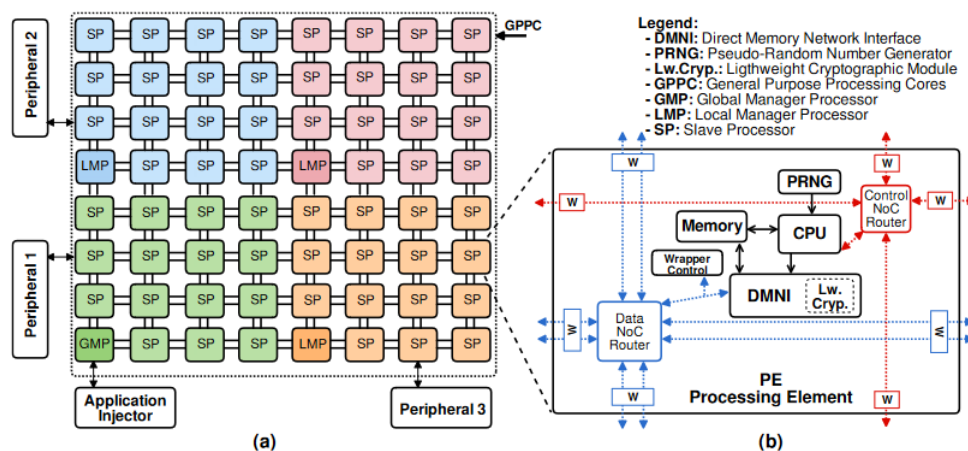 SP SP SP SP SP SP SP SP
GPPC
Peripheral 2
SP SP SP SP SP SP SP SP
SP SP SP SP SP SP SP SP
LMP SP SP SP LMP SP SP SP
SP SP SP SP SP SP SP SP
Peripheral 1
SP SP SP SP SP SP SP SP
SP SP SP SP SP SP SP SP
GMP SP SP SP LMP SP SP SP
Application
Injector
Peripheral 3
(a)
Legend:
- DMNI: Direct Memory Network Interface
- PRNG: Pseudo-Random Number Generator
- Lw.Cryp.: Ligthweight Cryptographic Module
- GPPC: General Purpose Processing Cores
- GMP: Global Manager Processor
- LMP: Local Manager Processor
- SP: Slave Processor
W
W
PRNG
W
Control
NoC
Router
W
Memory
CPU
Wrapper
Control
DMNI
Lw.
Cryp.
W
Data
NoC
Router
W
PE
Processing Element
W
W
(b)